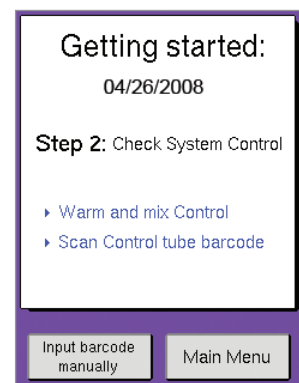 Getting started:
04/26/2008
Step 2: Check System Control
Warm and mix Control
Scan Control tube barcode
Input barcode
manually
Main Menu